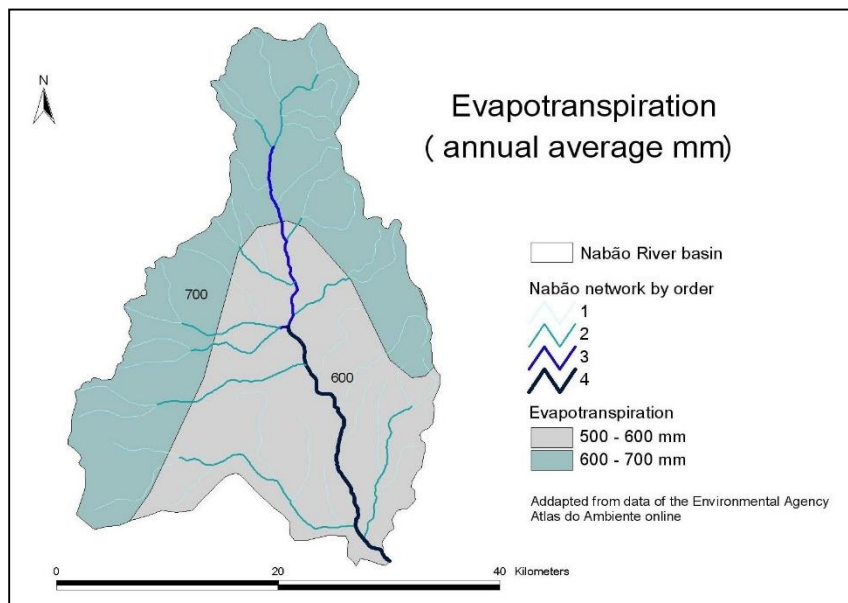 N
Evapotranspiration
( annual average mm)
700
600
Nabão River basin
Nabão network by order
1
2
3
4
Evapotranspiration
500 - 600 mm
600 - 700 mm
Addapted from data of the Environmental Agency
Atlas do Ambiente online
0 20 40 Kilometers